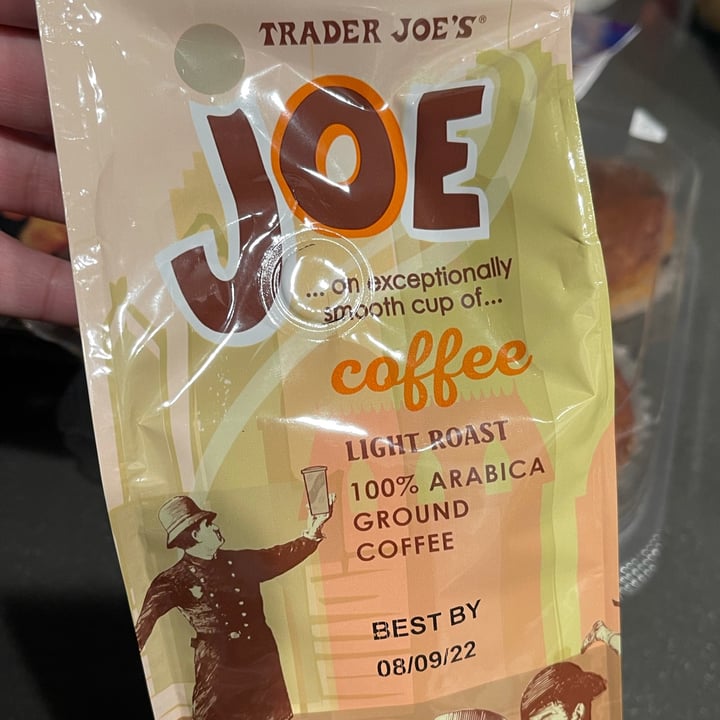 TRADER JOE'S®
JOE
... an exceptionally
smooth cup of...
coffee
LIGHT ROAST
100% ARABICA
GROUND
COFFEE
BEST BY
08/09/22